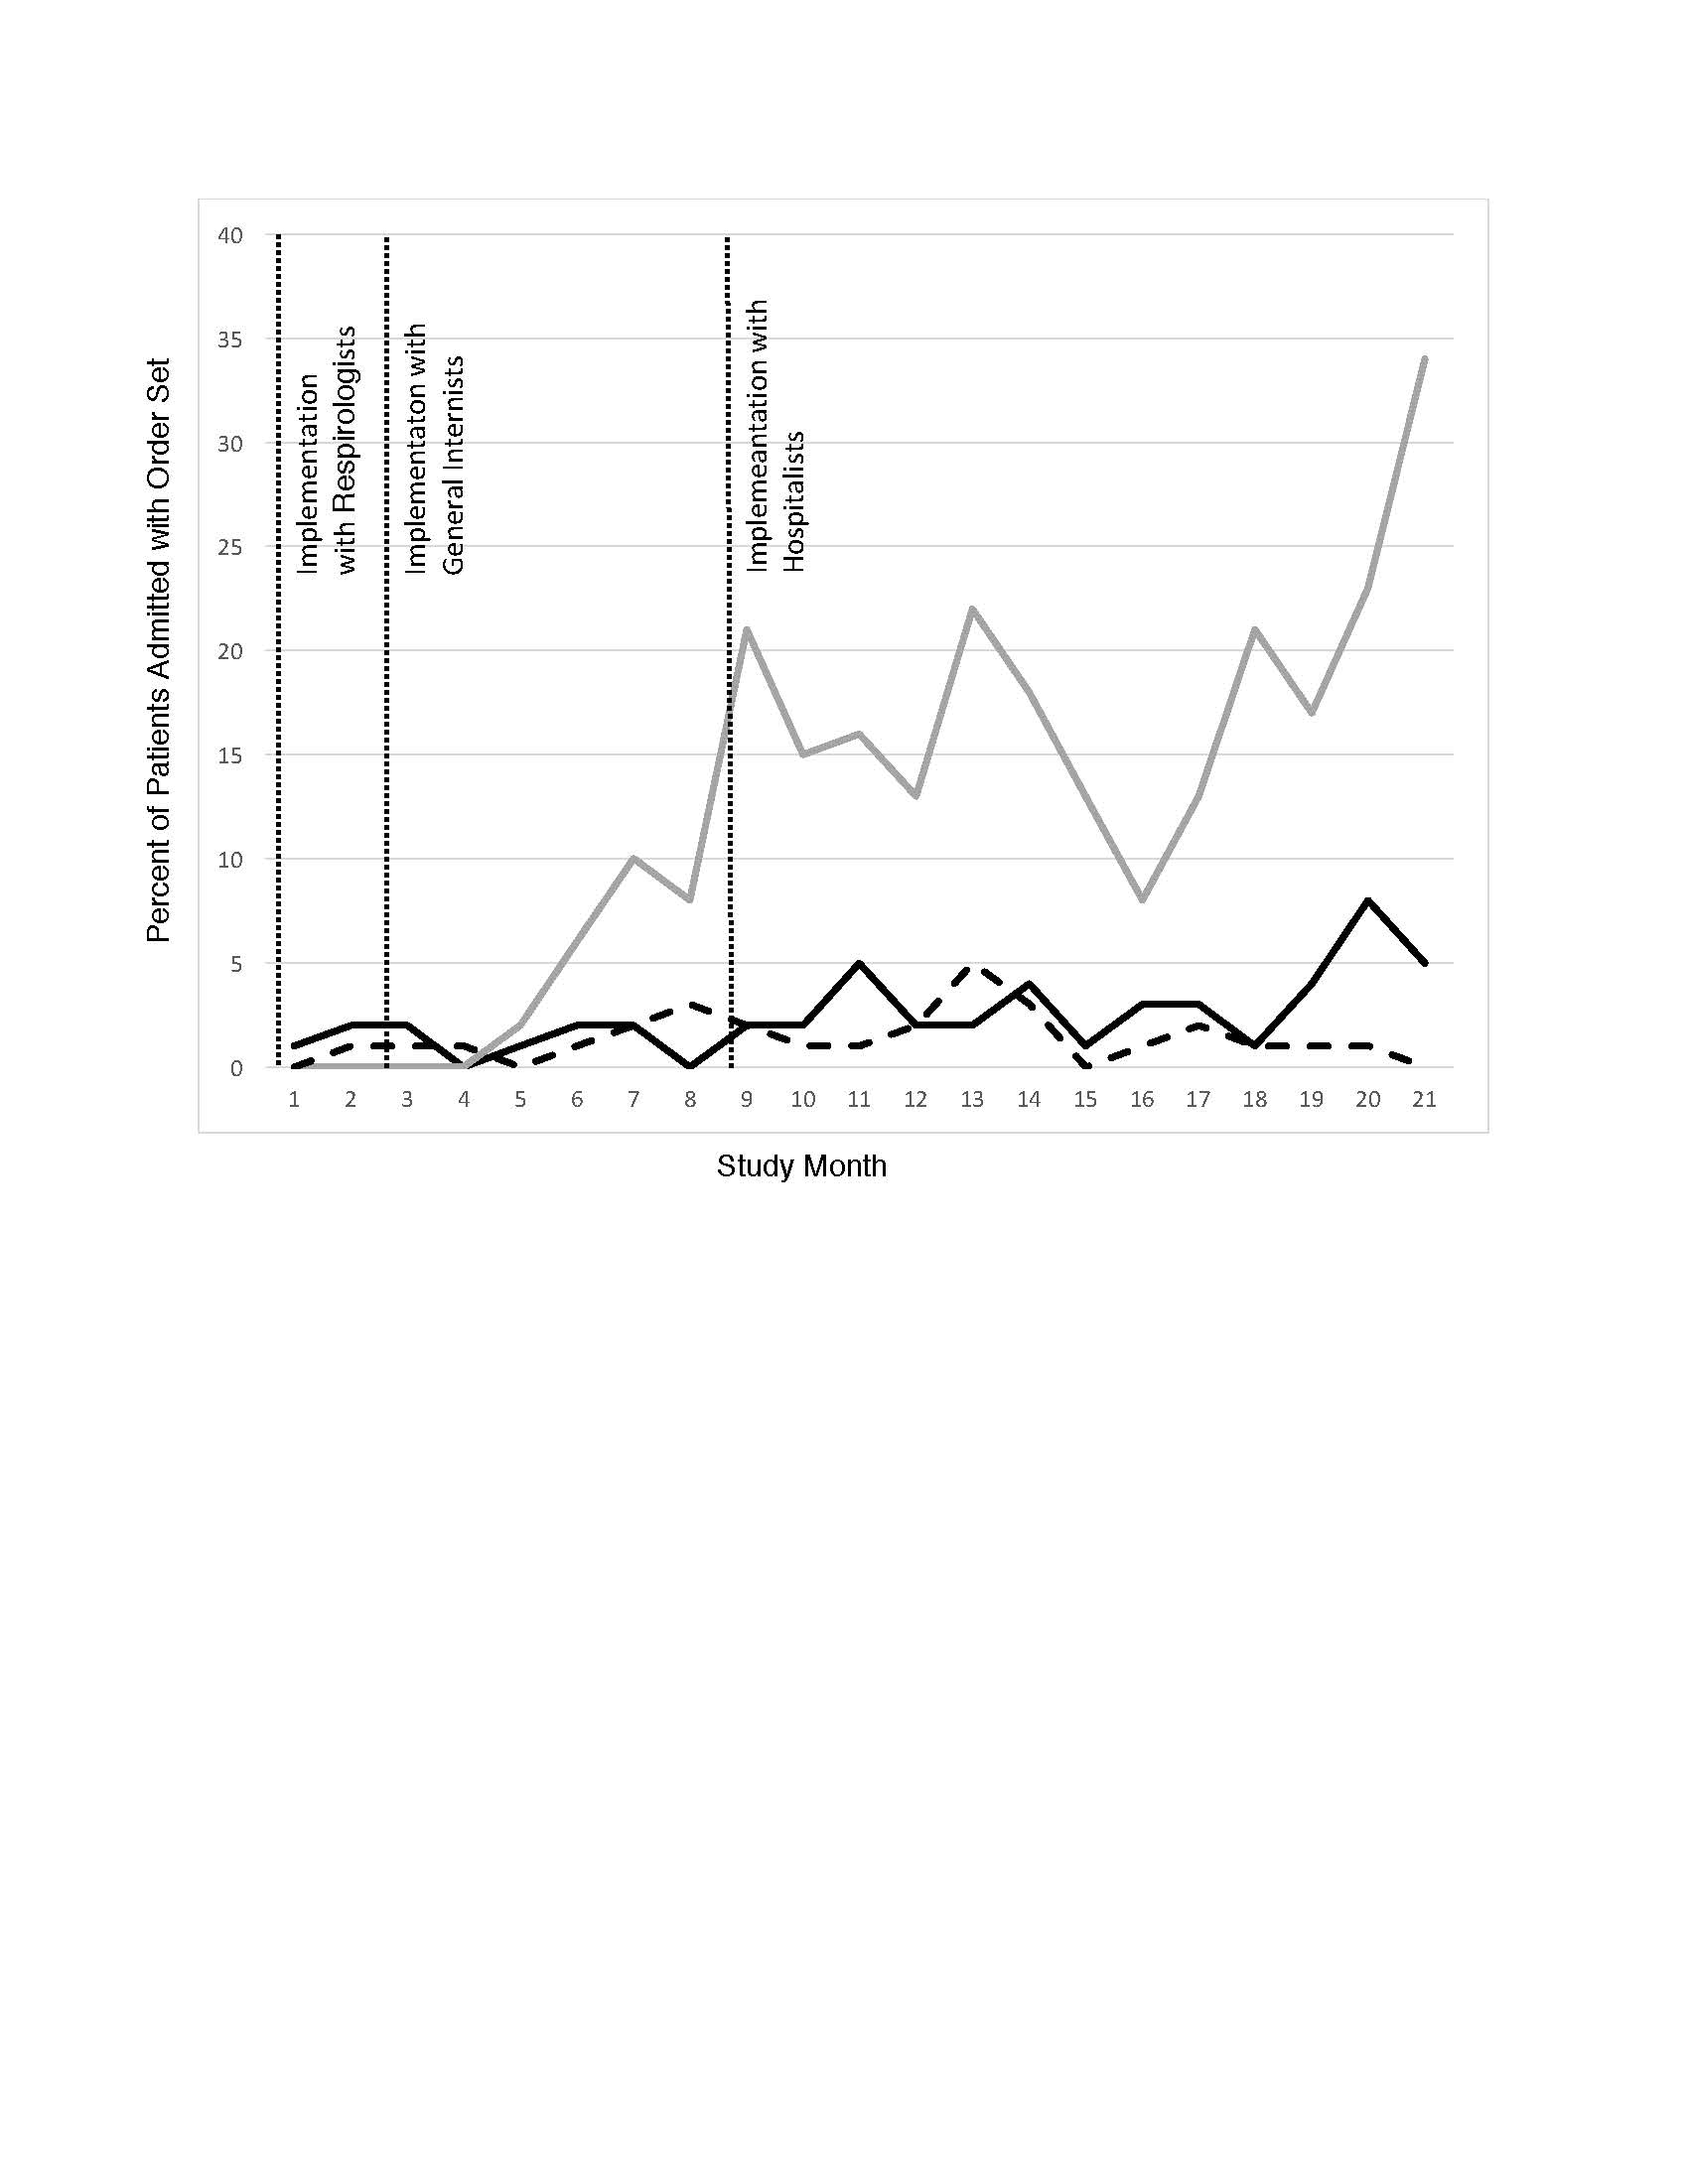 40
35
30
25
20
15
10
5
0
Percent of Patients Admitted with Order Set
Implementation
with Respirologists
Implementaton with
General Internists
Implemeantation with
Hospitalists
1 2 3 4 5 6 7 8 9 10 11 12 13 14 15 16 17 18 19 20 21
Study Month